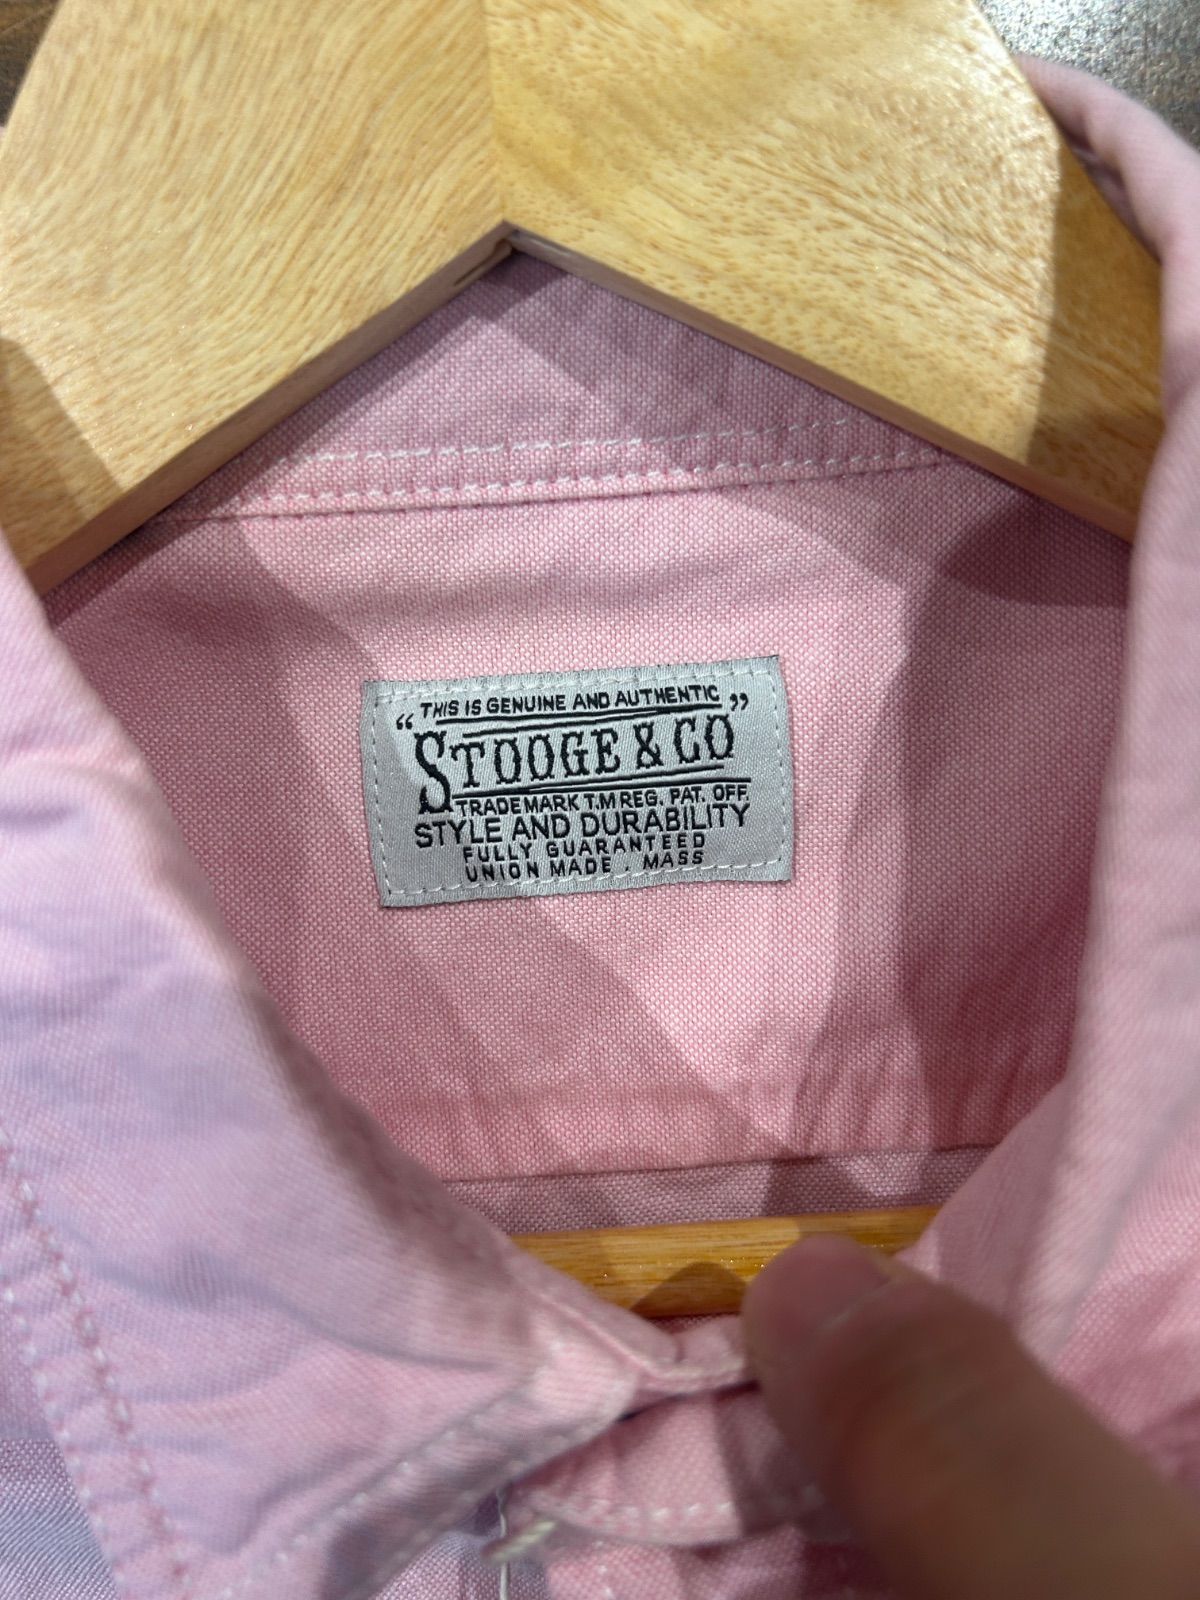 “ THIS IS GENUINE AND AUTHENTIC ”
STOOGE & CO
TRADEMARK T.M REG. PAT. OFF.
STYLE AND DURABILITY
FULLY GUARANTEED
UNION MADE . MASS